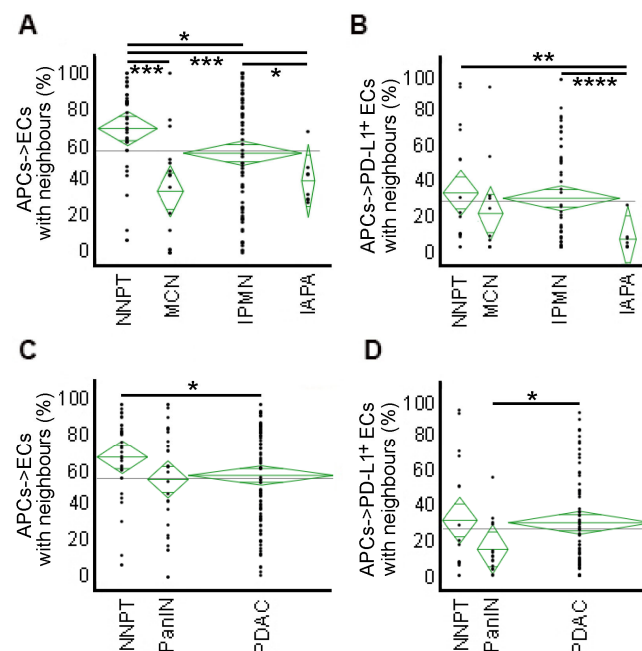 A
*
***
***
*
100
80
60
40
20
0
APCs->ECs
with neighbours (%)
NNPT
MCN
IPMN
IAPA
B
**
****
100
80
60
40
20
0
APCs->PD-L1+ ECs
with neighbours (%)
NNPT
MCN
IPMN
IAPA
C
*
100
80
60
40
20
0
APCs->ECs
with neighbours (%)
NNPT
PanIN
PDAC
D
*
100
80
60
40
20
0
APCs->PD-L1+ ECs
with neighbours (%)
NNPT
PanIN
PDAC